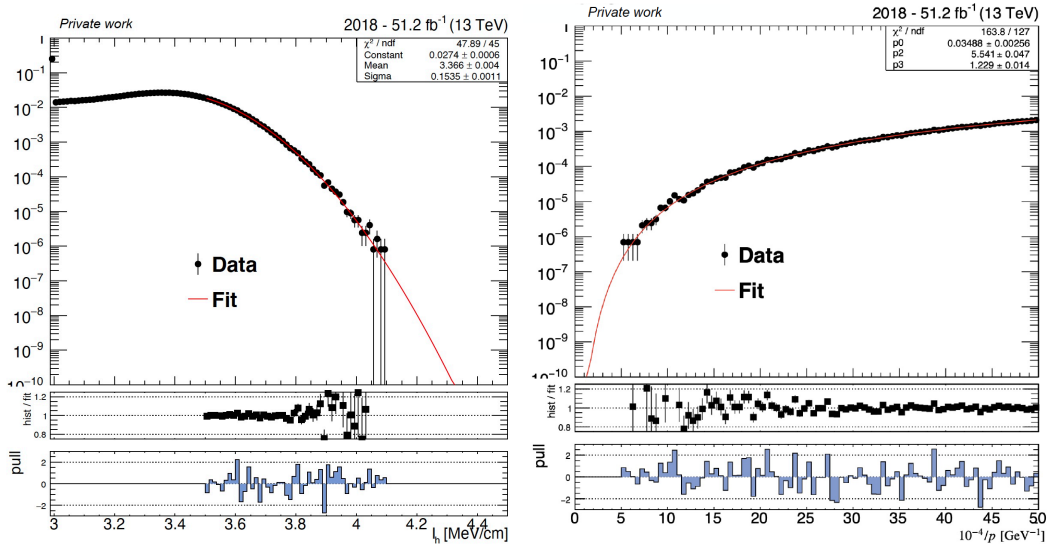 Private work
2018 - 51.2 fb⁻¹ (13 TeV)
χ² / ndf 47.89 / 45
Constant 0.0274 ± 0.0006
Mean 3.366 ± 0.004
Sigma 0.1535 ± 0.0011
1
10⁻¹
10⁻²
10⁻³
10⁻⁴
10⁻⁵
10⁻⁶
10⁻⁷
10⁻⁸
10⁻⁹
10⁻¹⁰
Data
Fit
hist / fit
1.2
1
0.8
pull
2
0
−2
3 3.2 3.4 3.6 3.8 4 4.2 4.4
Iₕ [MeV/cm]
Private work
2018 - 51.2 fb⁻¹ (13 TeV)
χ² / ndf 163.8 / 127
p0 0.03488 ± 0.00256
p2 5.541 ± 0.047
p3 1.229 ± 0.014
1
10⁻¹
10⁻²
10⁻³
10⁻⁴
10⁻⁵
10⁻⁶
10⁻⁷
10⁻⁸
10⁻⁹
10⁻¹⁰
Data
Fit
hist / fit
1.2
1
0.8
pull
2
0
−2
0 5 10 15 20 25 30 35 40 45 50
10⁻⁴/p [GeV⁻¹]